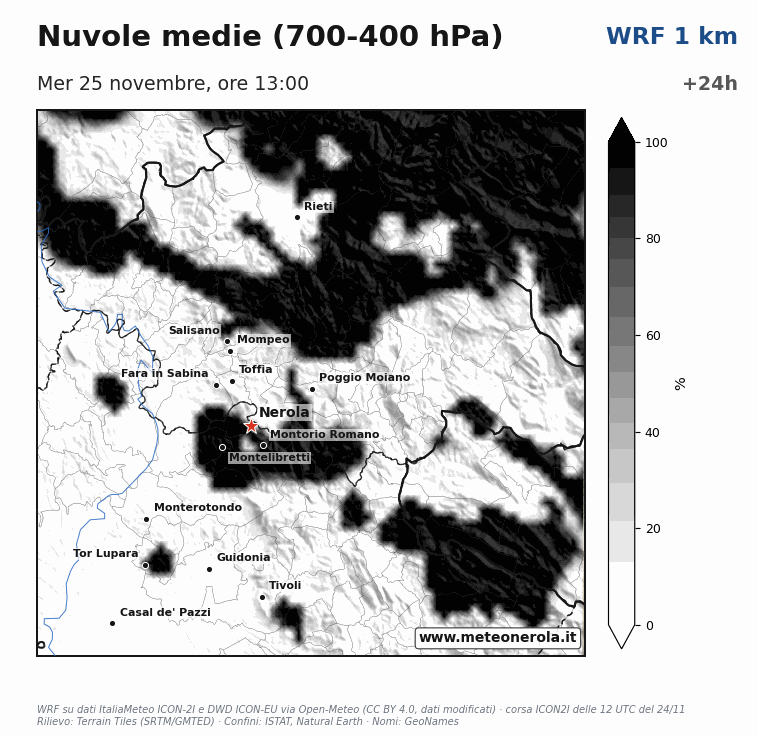 Nuvole medie (700-400 hPa)
WRF 1 km
Mer 25 novembre, ore 13:00
+24h
100
80
60
40
20
0
%
Rieti
Salisano
Mompeo
Fara in Sabina
Toffia
Poggio Moiano
Nerola
Montorio Romano
Montelibretti
Monterotondo
Tor Lupara
Guidonia
Tivoli
Casal de' Pazzi
www.meteonerola.it
WRF su dati ItaliaMeteo ICON-2I e DWD ICON-EU via Open-Meteo (CC BY 4.0, dati modificati) · corsa ICON2I delle 12 UTC del 24/11
Rilievo: Terrain Tiles (SRTM/GMTED) · Confini: ISTAT, Natural Earth · Nomi: GeoNames